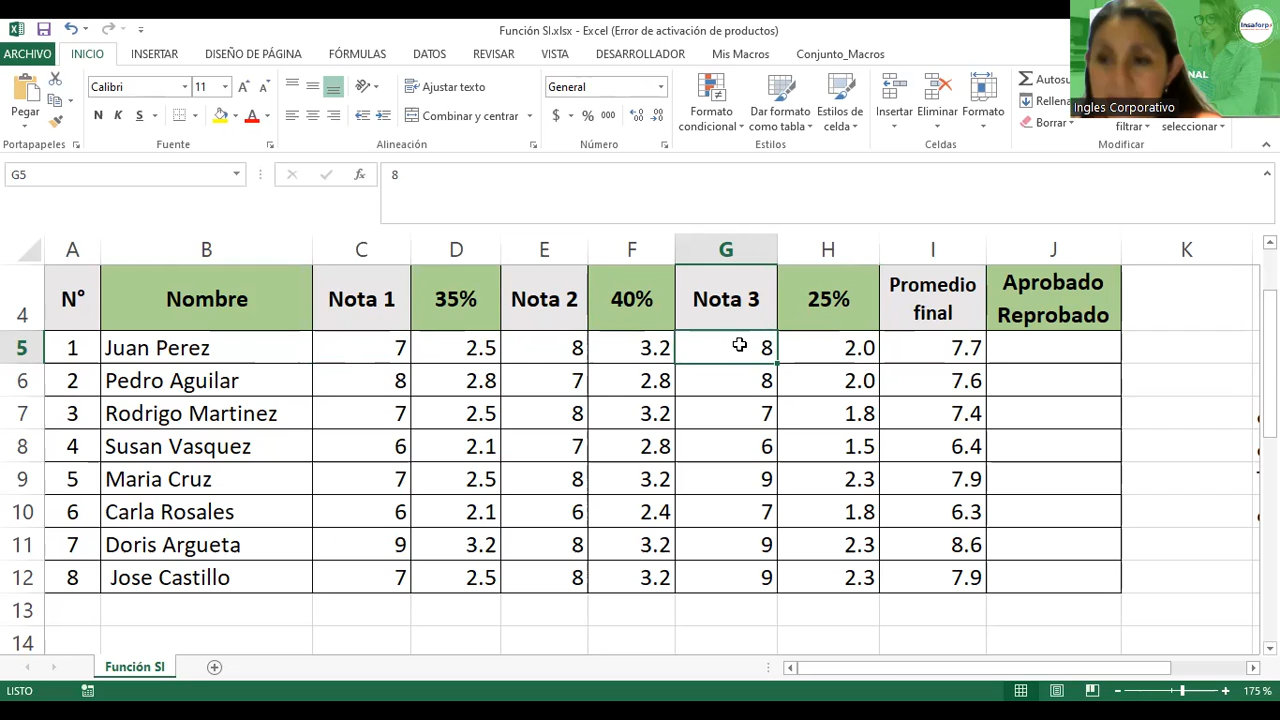 Función SI.xlsx - Excel (Error de activación de productos)
ARCHIVO INICIO INSERTAR DISEÑO DE PÁGINA FÓRMULAS DATOS REVISAR VISTA DESARROLLADOR Mis Macros Conjunto_Macros
Insaforp
NAL
Ingles Corporativo
Pegar
Calibri 11
N K S
Ajustar texto
Combinar y centrar
General
$ % 000
Formato condicional
Dar formato como tabla
Estilos de celda
Insertar Eliminar Formato
Autosu
Rellena
Borrar
filtrar seleccionar
Portapapeles Fuente Alineación Número Estilos Celdas Modificar
G5 fx 8
A B C D E F G H I J K
4 N° Nombre Nota 1 35% Nota 2 40% Nota 3 25% Promedio final Aprobado Reprobado
5 1 Juan Perez 7 2.5 8 3.2 8 2.0 7.7
6 2 Pedro Aguilar 8 2.8 7 2.8 8 2.0 7.6
7 3 Rodrigo Martinez 7 2.5 8 3.2 7 1.8 7.4
8 4 Susan Vasquez 6 2.1 7 2.8 6 1.5 6.4
9 5 Maria Cruz 7 2.5 8 3.2 9 2.3 7.9
10 6 Carla Rosales 6 2.1 6 2.4 7 1.8 6.3
11 7 Doris Argueta 9 3.2 8 3.2 9 2.3 8.6
12 8 Jose Castillo 7 2.5 8 3.2 9 2.3 7.9
13
14
Función SI
LISTO 175 %